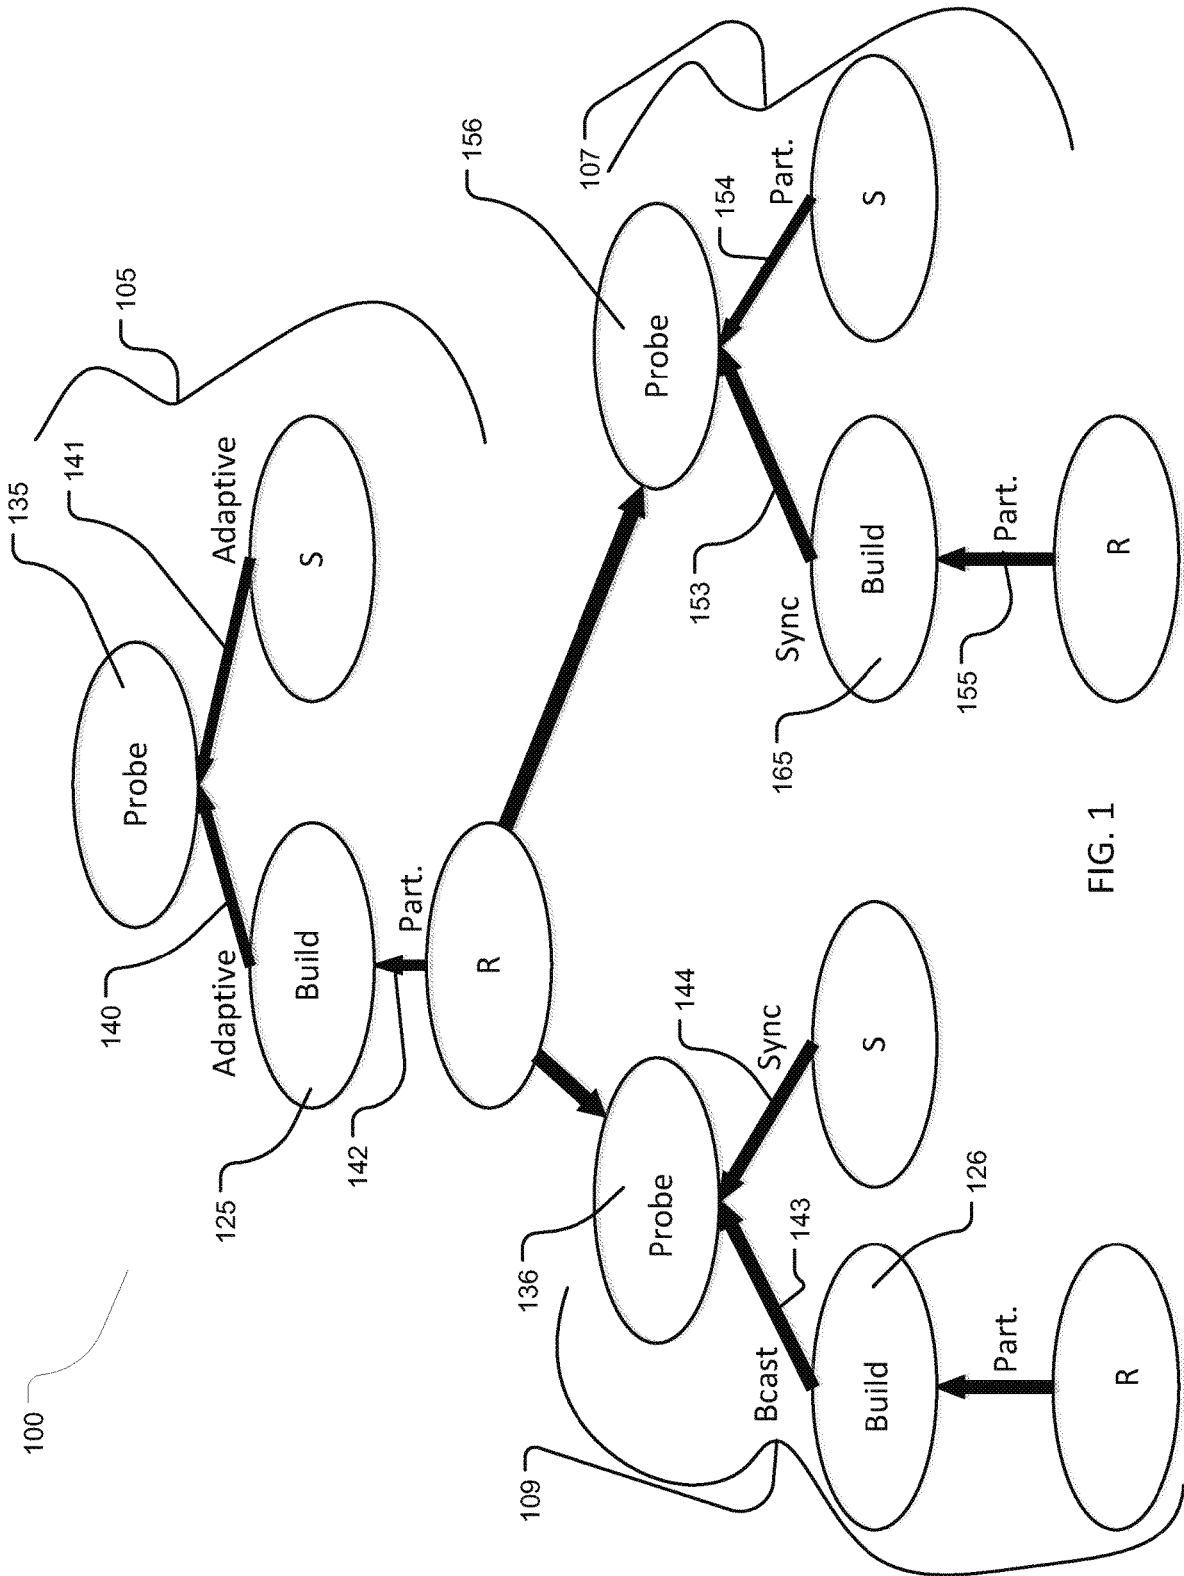 100
135
141
105
Probe
140
Adaptive
Adaptive
125
Build
S
142
Part.
156
R
109
136
107
Probe
Probe
144
153
154
Bcast
Sync
Sync
Part.
143
165
Build
S
Build
S
126
155
Part.
Part.
R
FIG. 1
R